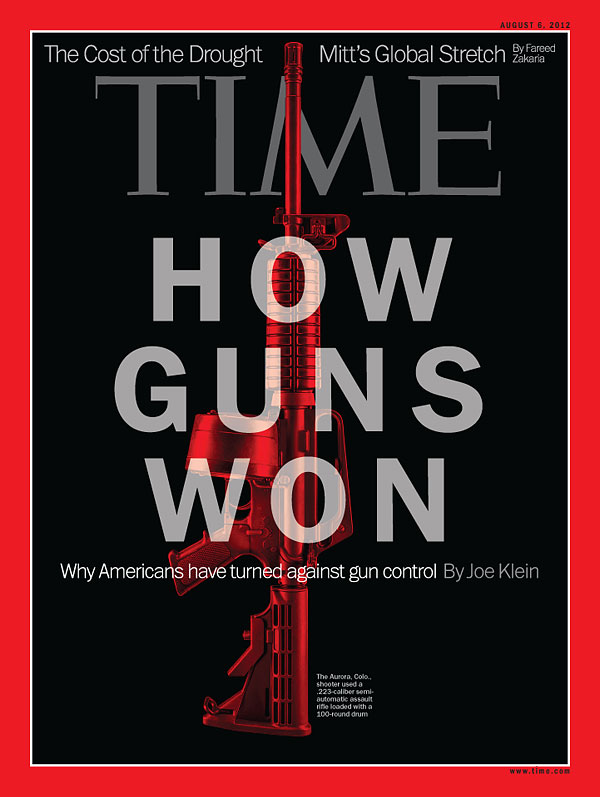 AUGUST 6, 2012
The Cost of the Drought
Mitt's Global Stretch By Fareed Zakaria
TIME
HOW
GUNS
WON
Why Americans have turned against gun control By Joe Klein
The Aurora, Colo.,
shooter used a
.223-caliber semi-
automatic assault
rifle loaded with a
100-round drum
www.time.com